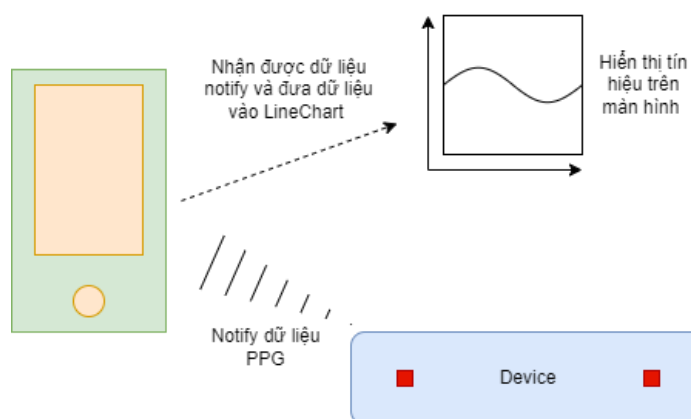 Nhận được dữ liệu
notify và đưa dữ liệu
vào LineChart
Hiển thị tín
hiệu trên
màn hình
Notify dữ liệu
PPG
Device